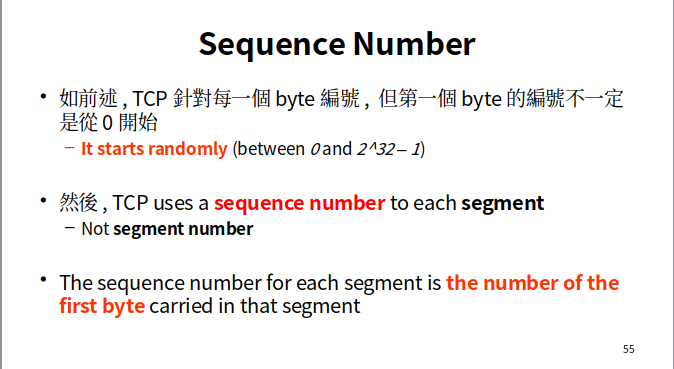 Sequence Number
• 如前述 , TCP 針對每一個 byte 編號 , 但第一個 byte 的編號不一定
是從 0 開始
– It starts randomly (between 0 and 2^32 – 1)
• 然後 , TCP uses a sequence number to each segment
– Not segment number
• The sequence number for each segment is the number of the
first byte carried in that segment
55